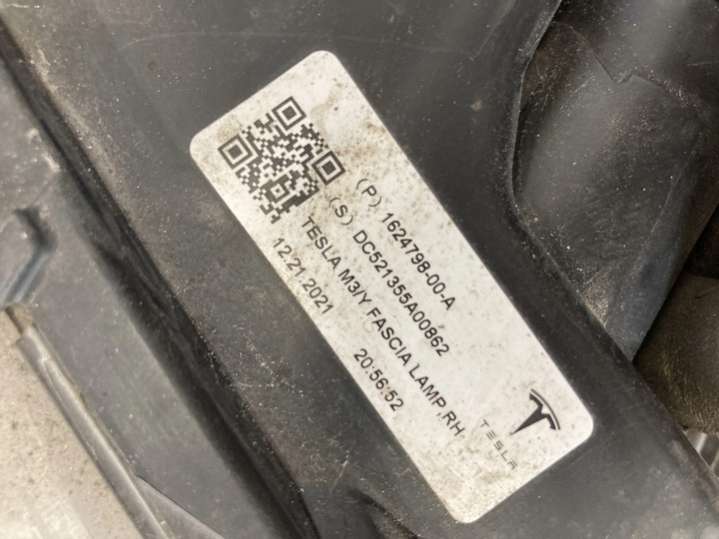 (P) 1624798-00-A
(S) DC521355A00862
TESLA M3/Y FASCIA LAMP,RH
12.21.2021 20:56:52
TESLA